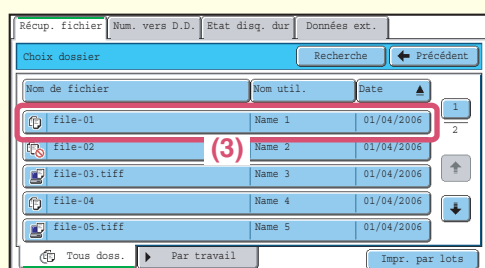 Récup. fichier Num. vers D.D. Etat disq. dur Données ext.
Choix dossier Recherche Précédent
Nom de fichier Nom util. Date
file-01 Name 1 01/04/2006
1
2
file-02 Name 2 01/04/2006
(3)
file-03.tiff Name 3 01/04/2006
file-04 Name 4 01/04/2006
file-05.tiff Name 5 01/04/2006
Tous doss. Par travail Impr. par lots